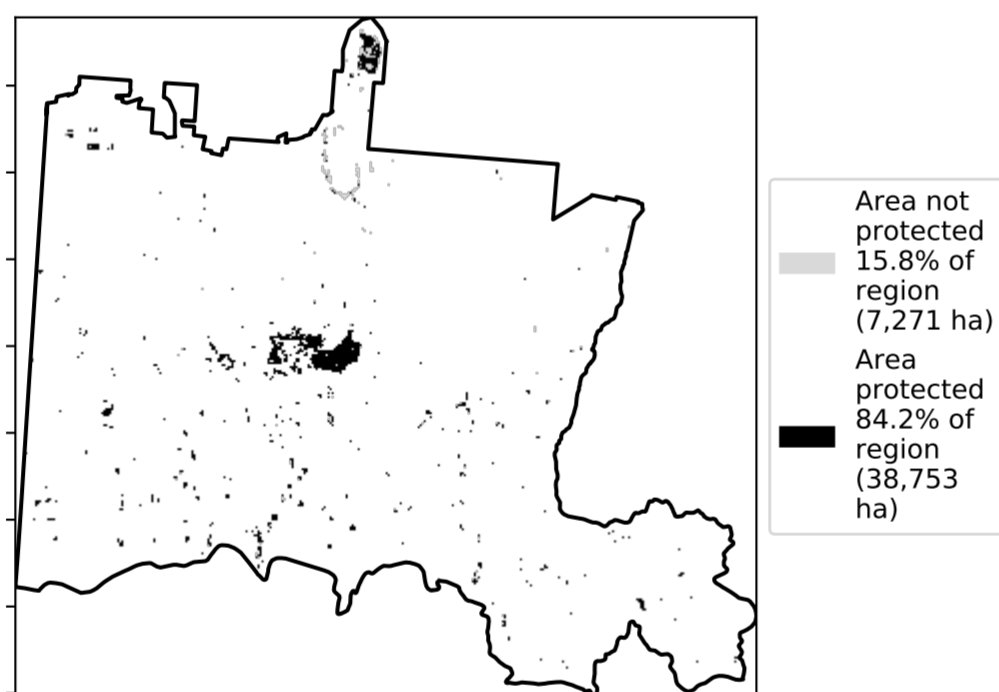 Area not
protected
15.8% of
region
(7,271 ha)
Area
protected
84.2% of
region
(38,753
ha)